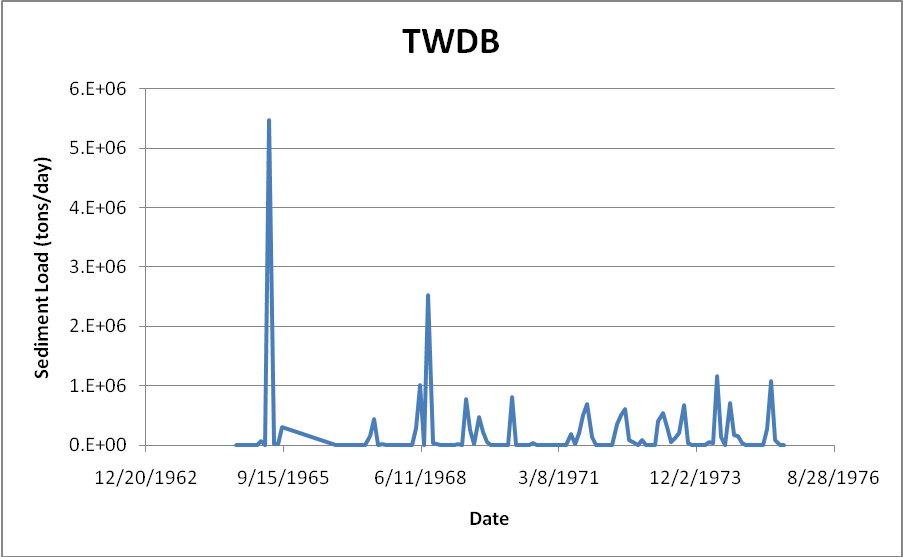 TWDB
6.E+06
5.E+06
4.E+06
3.E+06
2.E+06
1.E+06
0.E+00
Sediment Load (tons/day)
12/20/1962 9/15/1965 6/11/1968 3/8/1971 12/2/1973 8/28/1976
Date